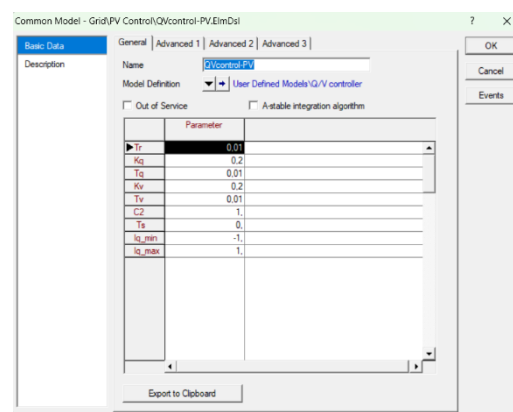 Common Model - Grid\PV Control\QVcontrol-PV.ElmDsl ? ×
Basic Data
Description
General Advanced 1 Advanced 2 Advanced 3
Name QVcontrol-PV
Model Definition User Defined Models\Q/V controller
Out of Service A-stable integration algorithm
Parameter
Tr 0,01
Kq 0,2
Tq 0,01
Kv 0,2
Tv 0,01
C2 1,
Ts 0,
Iq_min -1,
Iq_max 1,
Export to Clipboard
OK
Cancel
Events